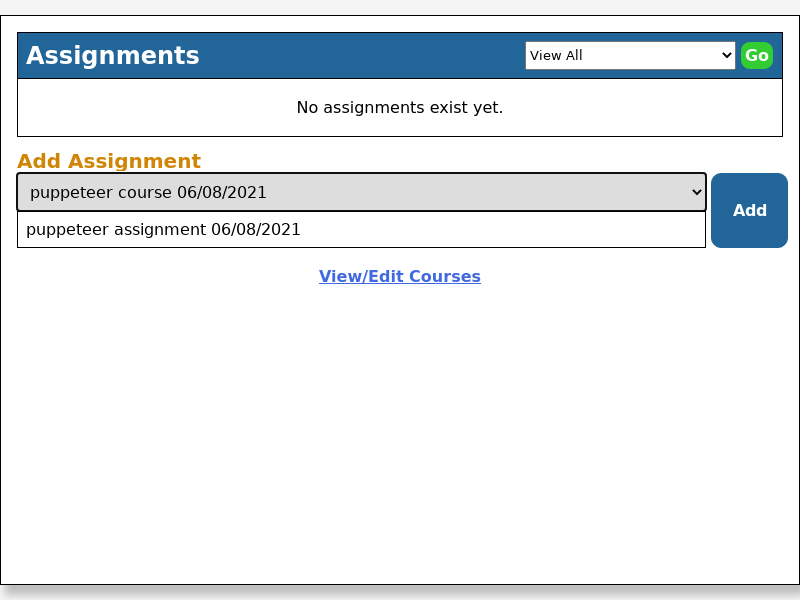 Assignments
View All
Go
No assignments exist yet.
Add Assignment
puppeteer course 06/08/2021
puppeteer assignment 06/08/2021
Add
View/Edit Courses